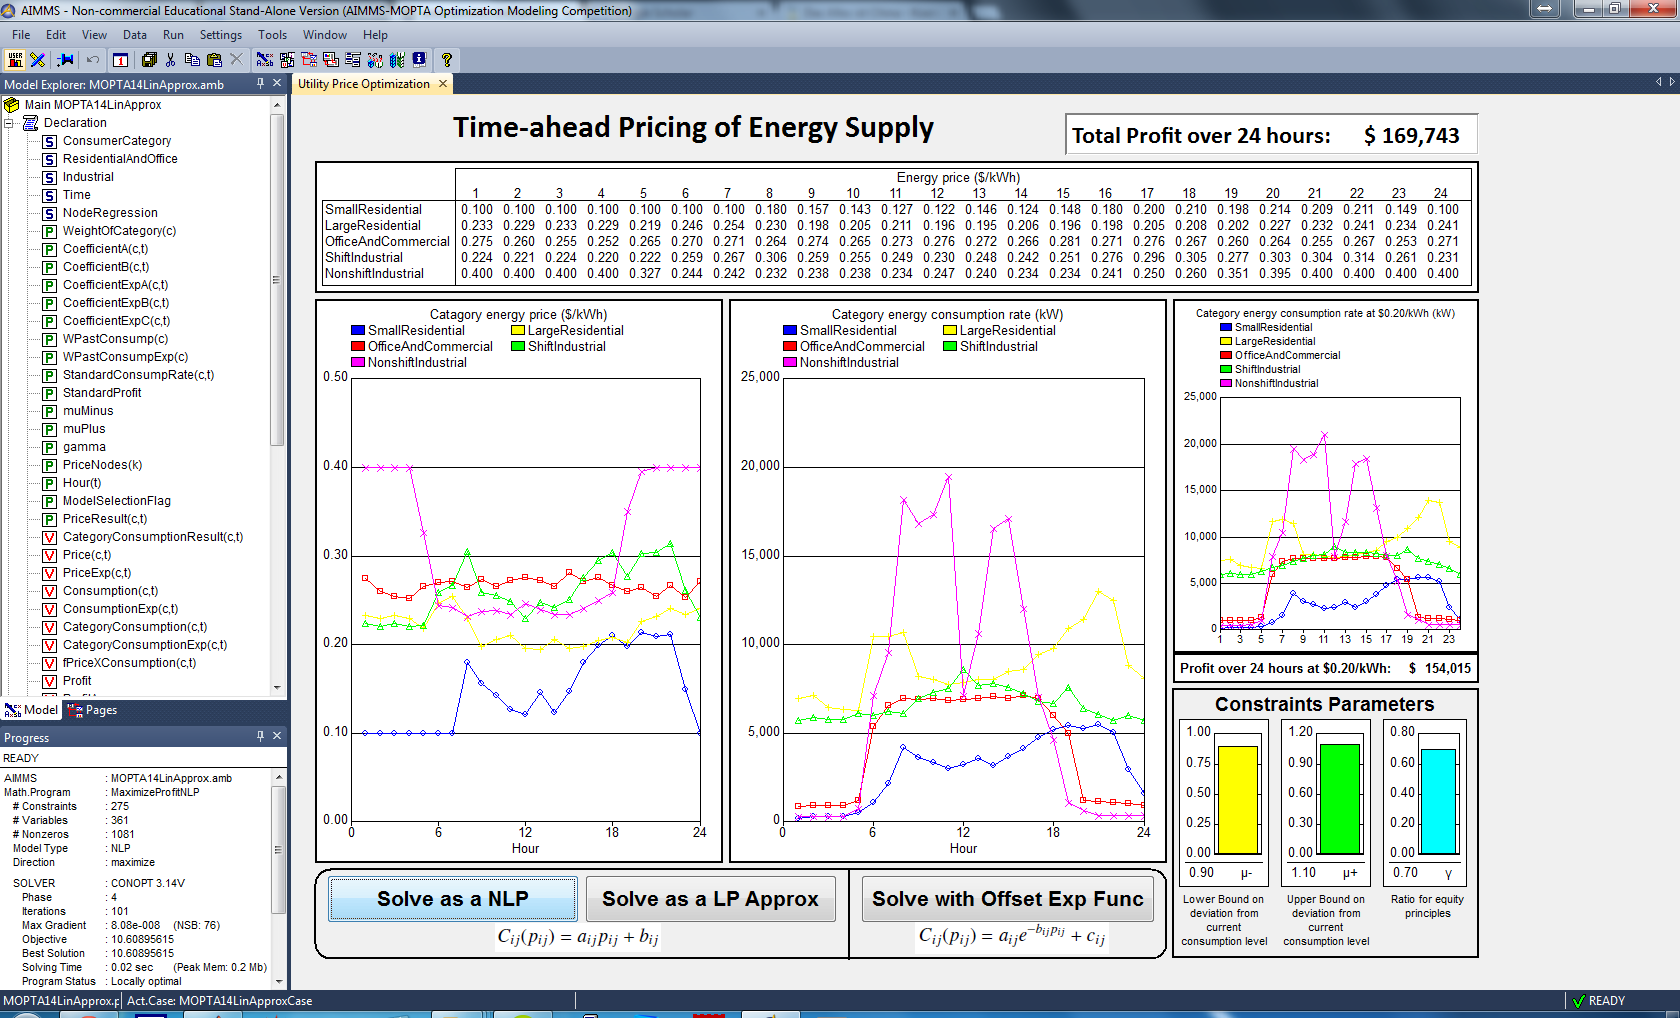 AIMMS - Non-commercial Educational Stand-Alone Version (AIMMS-MOPTA Optimization Modeling Competition)
File Edit View Data Run Settings Tools Window Help
Model Explorer: MOPTA14LinApprox.amb
Main MOPTA14LinApprox
Declaration
ConsumerCategory
ResidentialAndOffice
Industrial
Time
NodeRegression
WeightOfCategory(c)
CoefficientA(c,t)
CoefficientB(c,t)
CoefficientExpA(c,t)
CoefficientExpB(c,t)
CoefficientExpC(c,t)
WPastConsump(c)
WPastConsumpExp(c)
StandardConsumpRate(c,t)
StandardProfit
muMinus
muPlus
gamma
PriceNodes(k)
Hour(t)
ModelSelectionFlag
PriceResult(c,t)
CategoryConsumptionResult(c,t)
Price(c,t)
PriceExp(c,t)
Consumption(c,t)
ConsumptionExp(c,t)
CategoryConsumption(c,t)
CategoryConsumptionExp(c,t)
fPriceXConsumption(c,t)
Profit
Model Pages
Progress
READY
AIMMS : MOPTA14LinApprox.amb
Math.Program : MaximizeProfitNLP
# Constraints : 275
# Variables : 361
# Nonzeros : 1081
Model Type : NLP
Direction : maximize
SOLVER : CONOPT 3.14V
Phase : 4
Iterations : 101
Max Gradient : 8.08e-008 (NSB: 76)
Objective : 10.60895615
Best Solution : 10.60895615
Solving Time : 0.02 sec (Peak Mem: 0.2 Mb)
Program Status : Locally optimal
Utility Price Optimization
Time-ahead Pricing of Energy Supply
Total Profit over 24 hours: $ 169,743
Energy price ($/kWh)
1 2 3 4 5 6 7 8 9 10 11 12 13 14 15 16 17 18 19 20 21 22 23 24
SmallResidential 0.100 0.100 0.100 0.100 0.100 0.100 0.100 0.180 0.157 0.143 0.127 0.122 0.146 0.124 0.148 0.180 0.200 0.210 0.198 0.214 0.209 0.211 0.149 0.100
LargeResidential 0.233 0.229 0.233 0.229 0.219 0.246 0.254 0.230 0.198 0.205 0.211 0.196 0.195 0.206 0.196 0.198 0.205 0.208 0.202 0.227 0.232 0.241 0.234 0.241
OfficeAndCommercial 0.275 0.260 0.255 0.252 0.265 0.270 0.271 0.264 0.274 0.265 0.273 0.276 0.272 0.266 0.281 0.271 0.276 0.267 0.260 0.264 0.255 0.267 0.253 0.271
ShiftIndustrial 0.224 0.221 0.224 0.220 0.222 0.259 0.267 0.306 0.259 0.255 0.249 0.230 0.248 0.242 0.251 0.276 0.296 0.305 0.277 0.303 0.304 0.314 0.261 0.231
NonshiftIndustrial 0.400 0.400 0.400 0.400 0.327 0.244 0.242 0.232 0.238 0.238 0.234 0.247 0.240 0.234 0.234 0.241 0.250 0.260 0.351 0.395 0.400 0.400 0.400 0.400
Catagory energy price ($/kWh)
SmallResidential LargeResidential
OfficeAndCommercial ShiftIndustrial
NonshiftIndustrial
0.50
0.40
0.30
0.20
0.10
0.00
0 6 12 18 24
Hour
Category energy consumption rate (kW)
SmallResidential LargeResidential
OfficeAndCommercial ShiftIndustrial
NonshiftIndustrial
25,000
20,000
15,000
10,000
5,000
0
0 6 12 18 24
Hour
Category energy consumption rate at $0.20/kWh (kW)
SmallResidential
LargeResidential
OfficeAndCommercial
ShiftIndustrial
NonshiftIndustrial
25,000
20,000
15,000
10,000
5,000
0
1 3 5 7 9 11 13 15 17 19 21 23
Profit over 24 hours at $0.20/kWh: $ 154,015
Constraints Parameters
1.00 1.20 0.80
0.75 0.90 0.60
0.50 0.60 0.40
0.25 0.30 0.20
0.00 0.00 0.00
0.90 μ- 1.10 μ+ 0.70 γ
Lower Bound on deviation from current consumption level
Upper Bound on deviation from current consumption level
Ratio for equity principles
Solve as a NLP Solve as a LP Approx Solve with Offset Exp Func
C_ij(p_ij) = a_ij p_ij + b_ij
C_ij(p_ij) = a_ij e^{-b_ij p_ij} + c_ij
MOPTA14LinApprox.p Act.Case: MOPTA14LinApproxCase READY